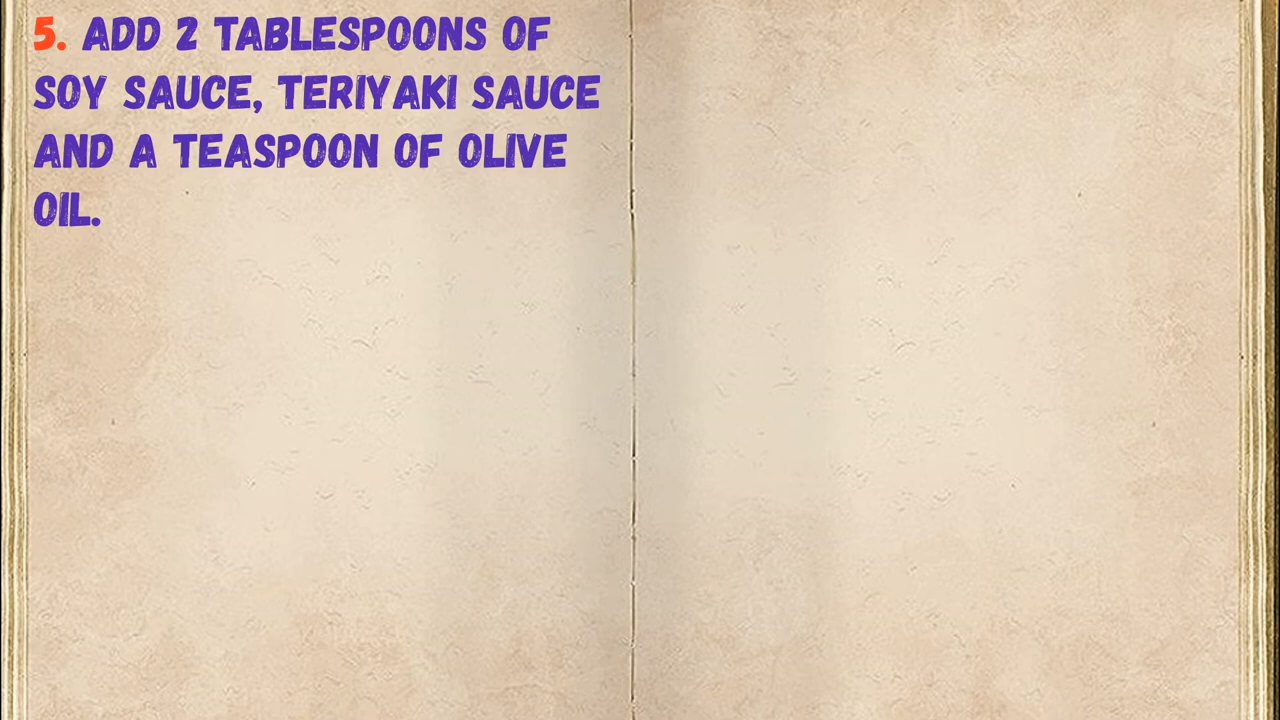 5. ADD 2 TABLESPOONS OF
SOY SAUCE, TERIYAKI SAUCE
AND A TEASPOON OF OLIVE
OIL.